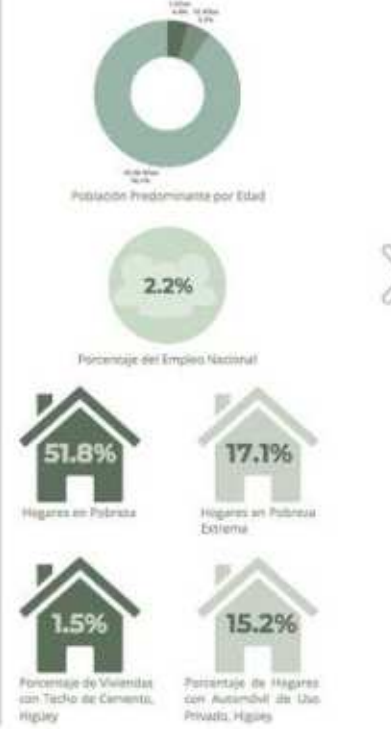 Población Predominante por Edad
2.2%
Porcentaje del Empleo Nacional
51.8%
17.1%
Hogares en Pobreza
Hogares en Pobreza
Extrema
1.5%
15.2%
Porcentaje de Viviendas
con Techo de Cemento,
Higüey
Porcentaje de Hogares
con Automóvil de Uso
Privado, Higüey